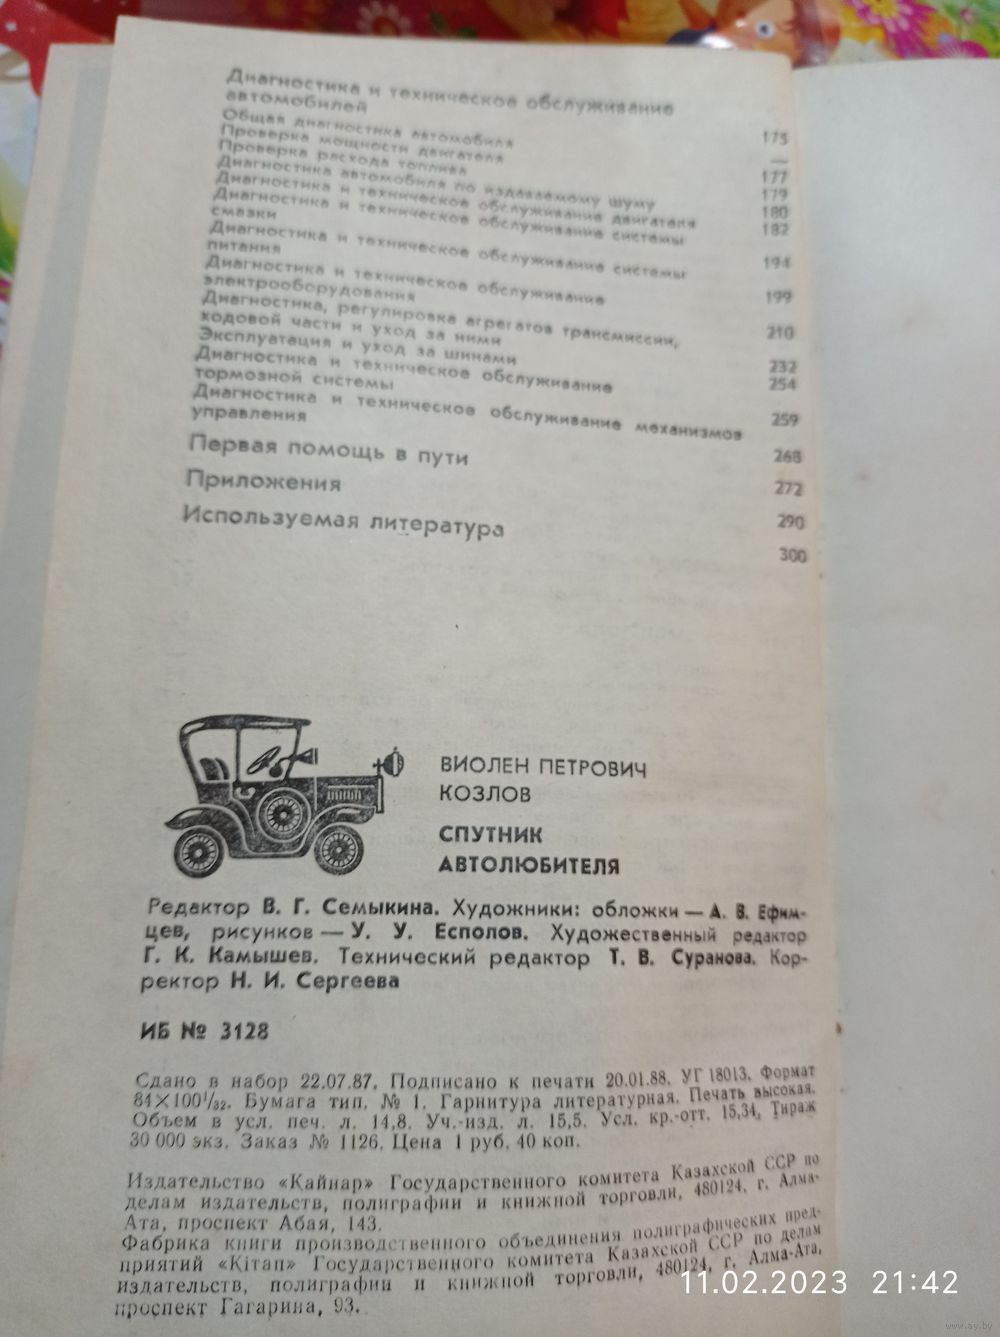 Диагностика и техническое обслуживание
автомобилей 175
Общая диагностика автомобиля —
Проверка мощности двигателя 177
Проверка расхода топлива 179
Диагностика автомобиля по издаваемому шуму 180
Диагностика и техническое обслуживание двигателя 182
Диагностика и техническое обслуживание системы
смазки 194
Диагностика и техническое обслуживание системы
питания 199
Диагностика и техническое обслуживание
электрооборудования 210
Диагностика, регулировка агрегатов трансмиссии,
ходовой части и уход за ними 232
Эксплуатация и уход за шинами 254
Диагностика и техническое обслуживание
тормозной системы 259
Диагностика и техническое обслуживание механизмов
управления 268
Первая помощь в пути 272
Приложения 290
Используемая литература 300
ВИОЛЕН ПЕТРОВИЧ
КОЗЛОВ
СПУТНИК
АВТОЛЮБИТЕЛЯ
Редактор В. Г. Семыкина. Художники: обложки — А. В. Ефим-
цев, рисунков — У. У. Есполов. Художественный редактор
Г. К. Камышев. Технический редактор Т. В. Суранова. Кор-
ректор Н. И. Сергеева
ИБ № 3128
Сдано в набор 22.07.87. Подписано к печати 20.01.88. УГ 18013. Формат
84×100¹/₃₂. Бумага тип. № 1. Гарнитура литературная. Печать высокая.
Объем в усл. печ. л. 14,8. Уч.-изд. л. 15,5. Усл. кр.-отт. 15,34. Тираж
30 000 экз. Заказ № 1126. Цена 1 руб. 40 коп.
Издательство «Қайнар» Государственного комитета Казахской ССР по
делам издательств, полиграфии и книжной торговли, 480124, г. Алма-
Ата, проспект Абая, 143.
Фабрика книги производственного объединения полиграфических пред-
приятий «Кітап» Государственного комитета Казахской ССР по делам
издательств, полиграфии и книжной торговли, 480124, г. Алма-Ата,
проспект Гагарина, 93.
11.02.2023 21:42
www.ay.by